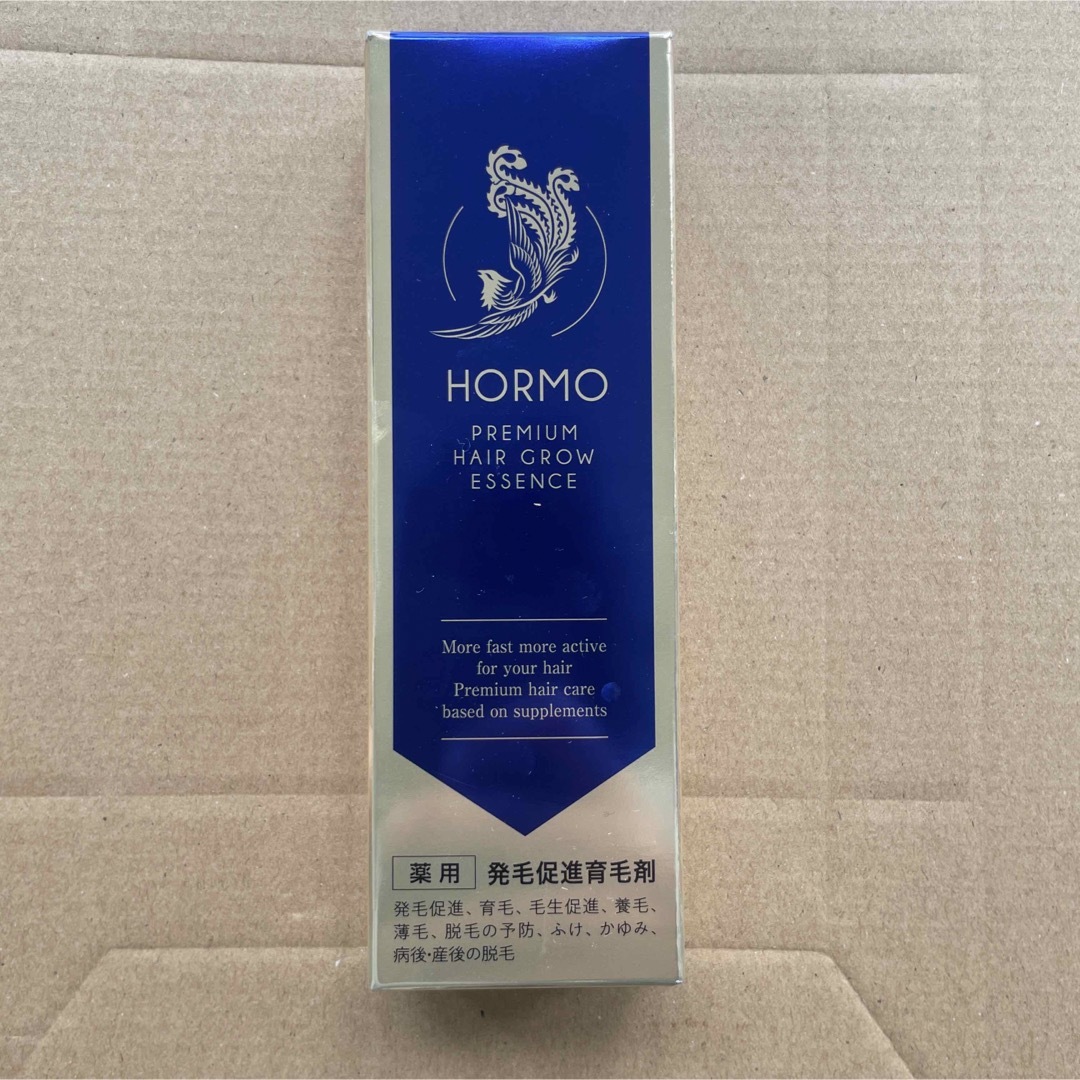 HORMO
PREMIUM
HAIR GROW
ESSENCE
More fast more active
for your hair
Premium hair care
based on supplements
薬用 発毛促進育毛剤
発毛促進、育毛、毛生促進、養毛、
薄毛、脱毛の予防、ふけ、かゆみ、
病後・産後の脱毛